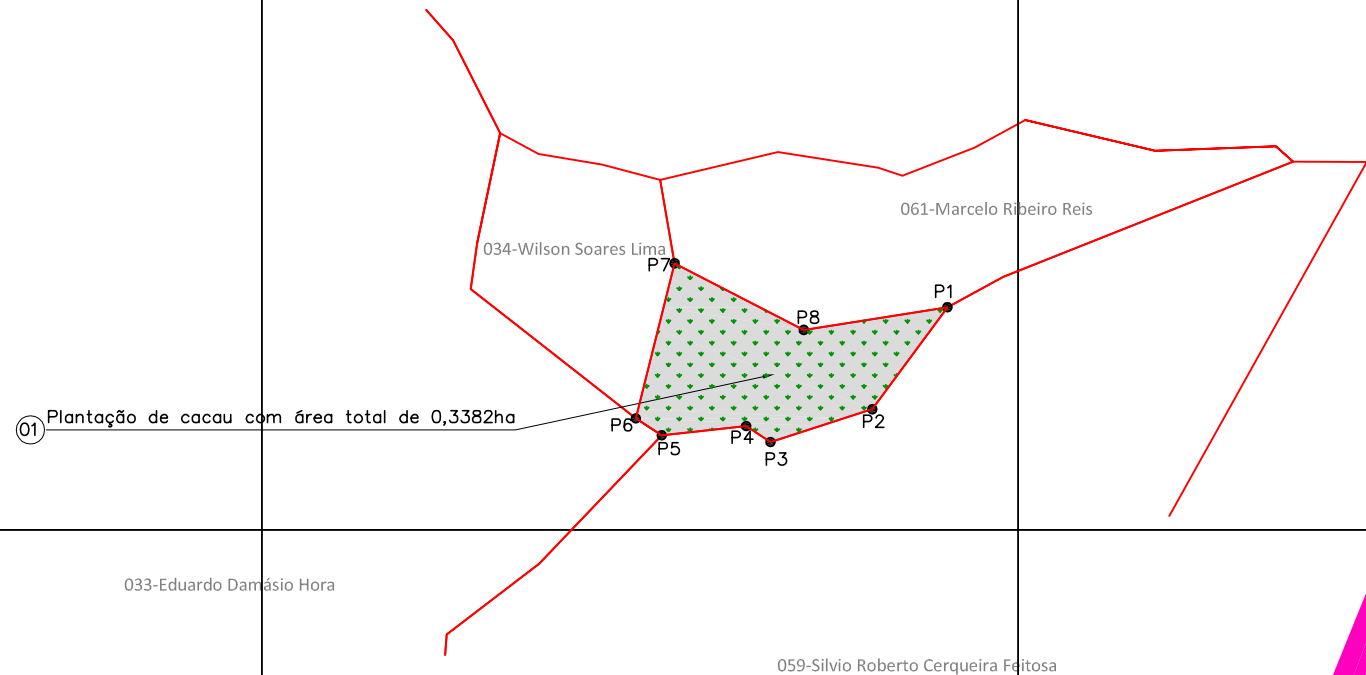 061-Marcelo Ribeiro Reis
034-Wilson Soares Lima
P7
P1
P8
01 Plantação de cacau com área total de 0,3382ha
P6
P2
P4
P5
P3
033-Eduardo Damásio Hora
059-Silvio Roberto Cerqueira Feitosa